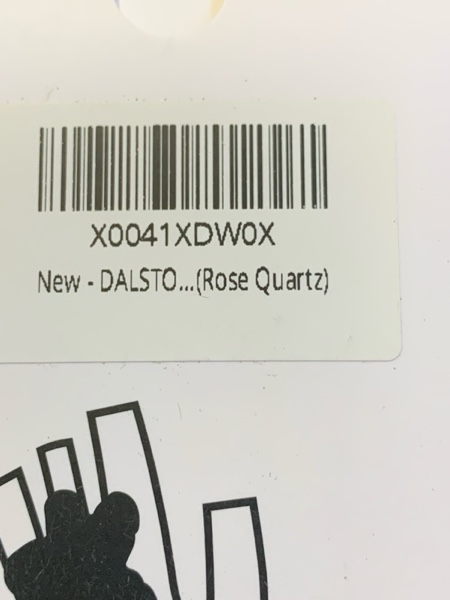 X0041XDW0X
New - DALSTO...(Rose Quartz)